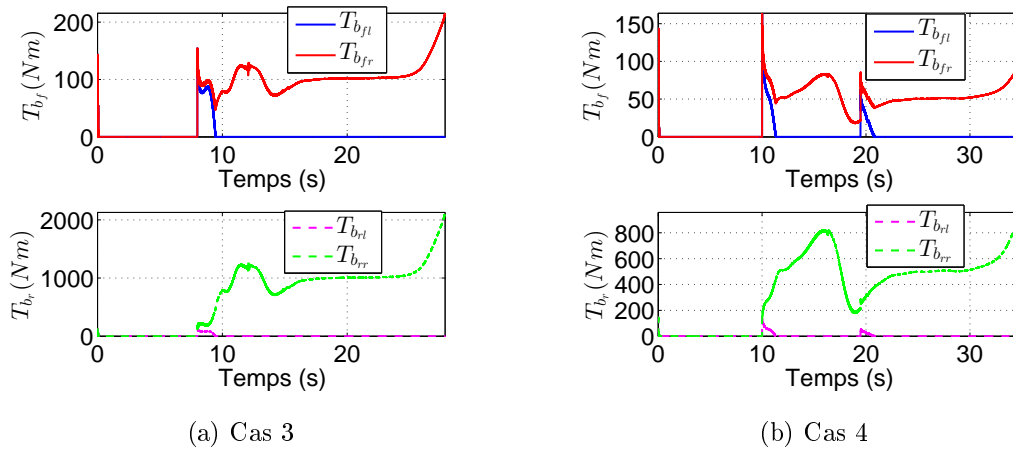 200
100
0
T_{b_f}(Nm)
T_{b_{fl}}
T_{b_{fr}}
0 10 20
Temps (s)
2000
1000
0
T_{b_r}(Nm)
T_{b_{rl}}
T_{b_{rr}}
0 10 20
Temps (s)
(a) Cas 3
150
100
50
0
T_{b_f}(Nm)
T_{b_{fl}}
T_{b_{fr}}
0 10 20 30
Temps (s)
800
600
400
200
0
T_{b_r}(Nm)
T_{b_{rl}}
T_{b_{rr}}
0 10 20 30
Temps (s)
(b) Cas 4